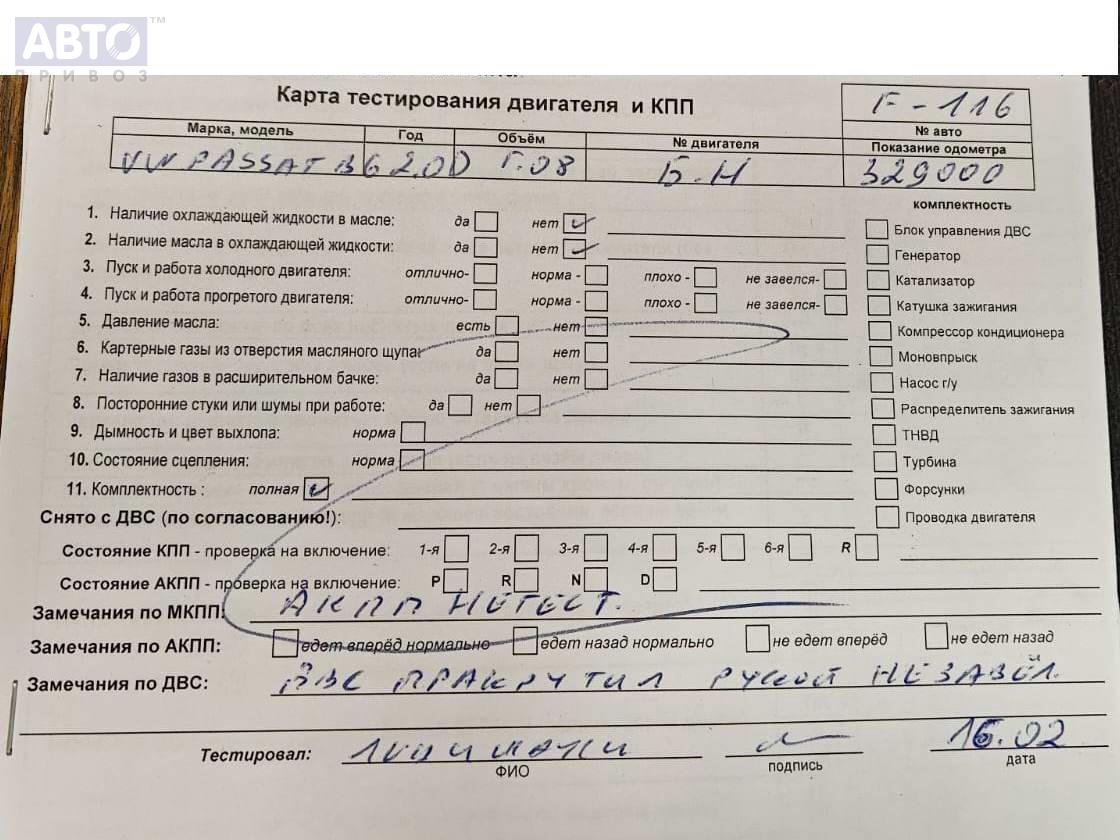 АВТО™
ПРИВОЗ
Карта тестирования двигателя и КПП
F-116
№ авто
Марка, модель Год Объём № двигателя Показание одометра
VW PASSAT B6 2.0D Г.08 Б.Н 329000
комплектность
1. Наличие охлаждающей жидкости в масле: да нет
Блок управления ДВС
2. Наличие масла в охлаждающей жидкости: да нет
Генератор
3. Пуск и работа холодного двигателя: отлично- норма - плохо - не завелся-
Катализатор
4. Пуск и работа прогретого двигателя: отлично- норма - плохо - не завелся-
Катушка зажигания
5. Давление масла: есть нет
Компрессор кондиционера
6. Картерные газы из отверстия масляного щупа: да нет
Моновпрыск
7. Наличие газов в расширительном бачке: да нет
Насос г/у
8. Посторонние стуки или шумы при работе: да нет
Распределитель зажигания
9. Дымность и цвет выхлопа: норма
ТНВД
10. Состояние сцепления: норма
Турбина
11. Комплектность : полная
Форсунки
Снято с ДВС (по согласованию!):
Проводка двигателя
Состояние КПП - проверка на включение: 1-я 2-я 3-я 4-я 5-я 6-я R
Состояние АКПП - проверка на включение: P R N D
Замечания по МКПП: АКПП НЕТЕСТ.
Замечания по АКПП: едет вперёд нормально едет назад нормально не едет вперёд не едет назад
Замечания по ДВС: ДВС ПРАКРУТИЛ РУКОЙ НЕЗАВЁЛ.
Тестировал: 16.02
ФИО подпись дата